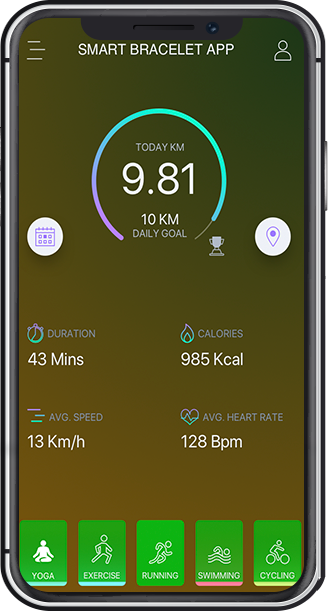 SMART BRACELET APP
TODAY KM
9.81
10 KM
DAILY GOAL
DURATION
43 Mins
CALORIES
985 Kcal
AVG. SPEED
13 Km/h
AVG. HEART RATE
128 Bpm
YOGA
EXERCISE
RUNNING
SWIMMING
CYCLING